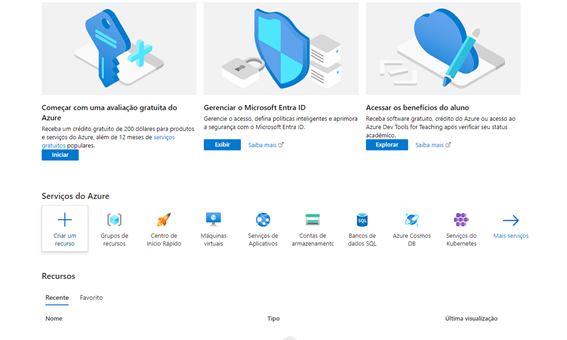 Começar com uma avaliação gratuita do
Azure
Receba um crédito gratuito de 200 dólares para produtos
e serviços do Azure, além de 12 meses de serviços
gratuitos populares.
Iniciar
Gerenciar o Microsoft Entra ID
Gerencie o acesso, defina políticas inteligentes e aprimora
a segurança com o Microsoft Entra ID.
Exibir
Saiba mais
Acessar os benefícios do aluno
Receba software gratuito, crédito do Azure ou acesso ao
Azure Dev Tools for Teaching após verificar seu status
acadêmico.
Explorar
Saiba mais
Serviços do Azure
Criar um
recurso
Grupos de
recursos
Centro de
Início Rápido
Máquinas
virtuais
Serviços de
Aplicativos
Contas de
armazenamento
SQL
Bancos de
dados SQL
Azure Cosmos
DB
Serviços do
Kubernetes
Mais serviços
Recursos
Recente
Favorito
Nome
Tipo
Última visualização